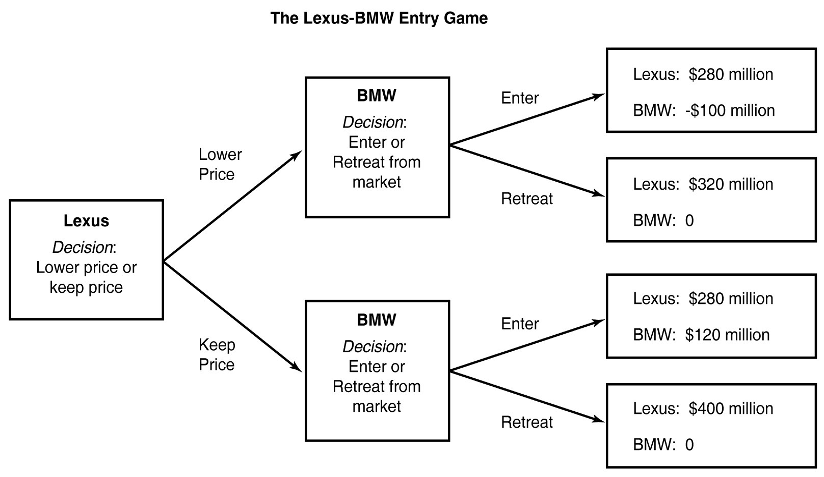 The Lexus-BMW Entry Game
Lexus
Decision:
Lower price or
keep price
Lower
Price
Keep
Price
BMW
Decision:
Enter or
Retreat from
market
Enter
Retreat
Lexus: $280 million
BMW: -$100 million
Lexus: $320 million
BMW: 0
BMW
Decision:
Enter or
Retreat from
market
Enter
Retreat
Lexus: $280 million
BMW: $120 million
Lexus: $400 million
BMW: 0